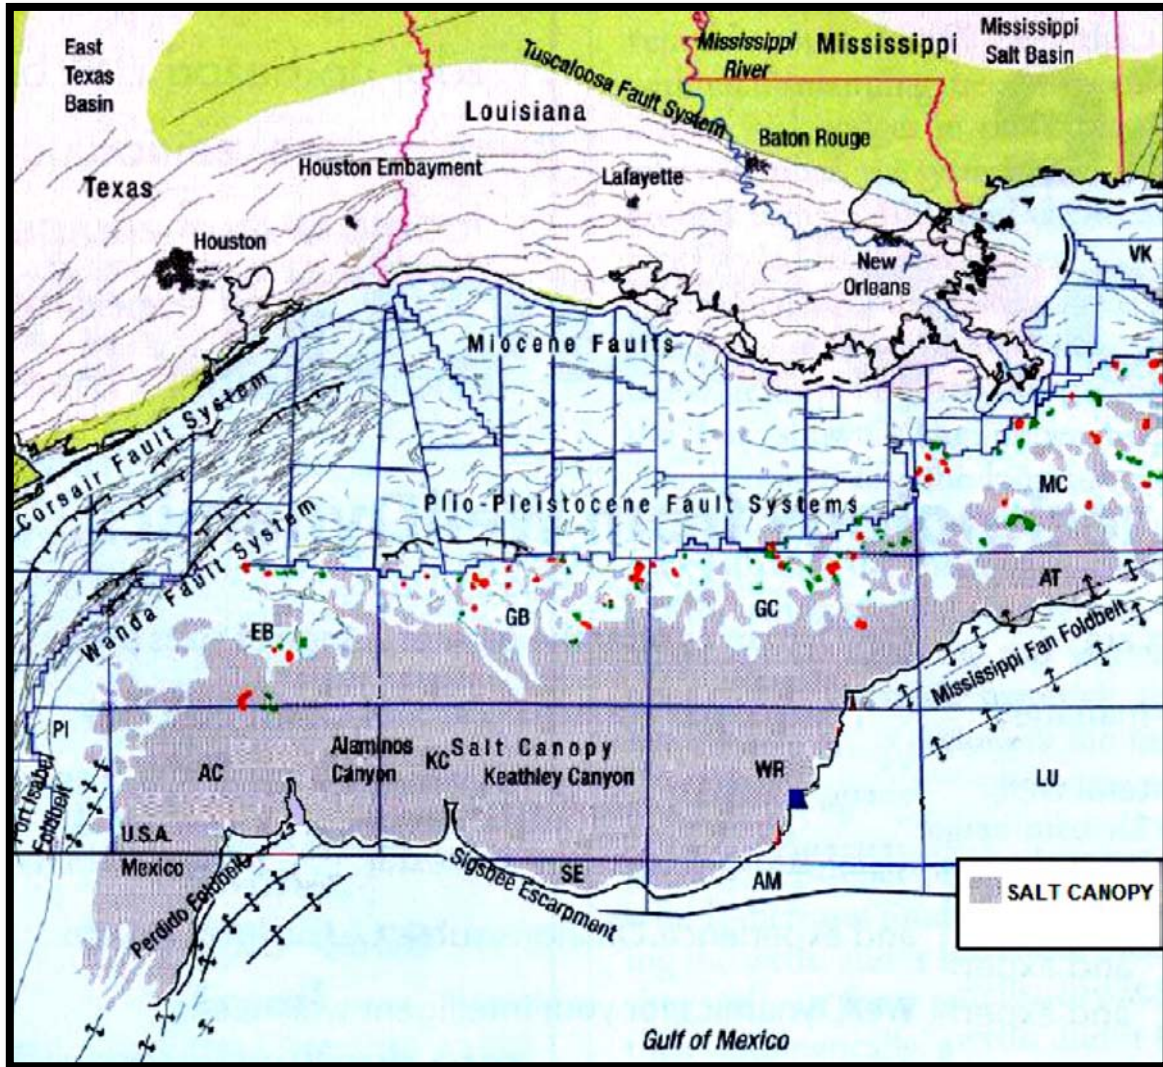 East
Texas
Basin
Mississippi
River
Mississippi
Mississippi
Salt Basin
Tuscaloosa Fault System
Louisiana
Baton Rouge
Houston Embayment
Texas
Lafayette
Houston
New
Orleans
VK
Miocene Faults
Corsair Fault System
Plio-Pleistocene Fault Systems
MC
Wanda Fault System
AT
EB
GB
GC
Mississippi Fan Foldbelt
PI
Port Isabel
Foldbelt
AC
Alaminos
Canyon
KC
Salt Canopy
Keathley Canyon
WR
LU
U.S.A.
Mexico
Perdido Foldbelt
Sigsbee Escarpment
SE
AM
SALT CANOPY
Gulf of Mexico